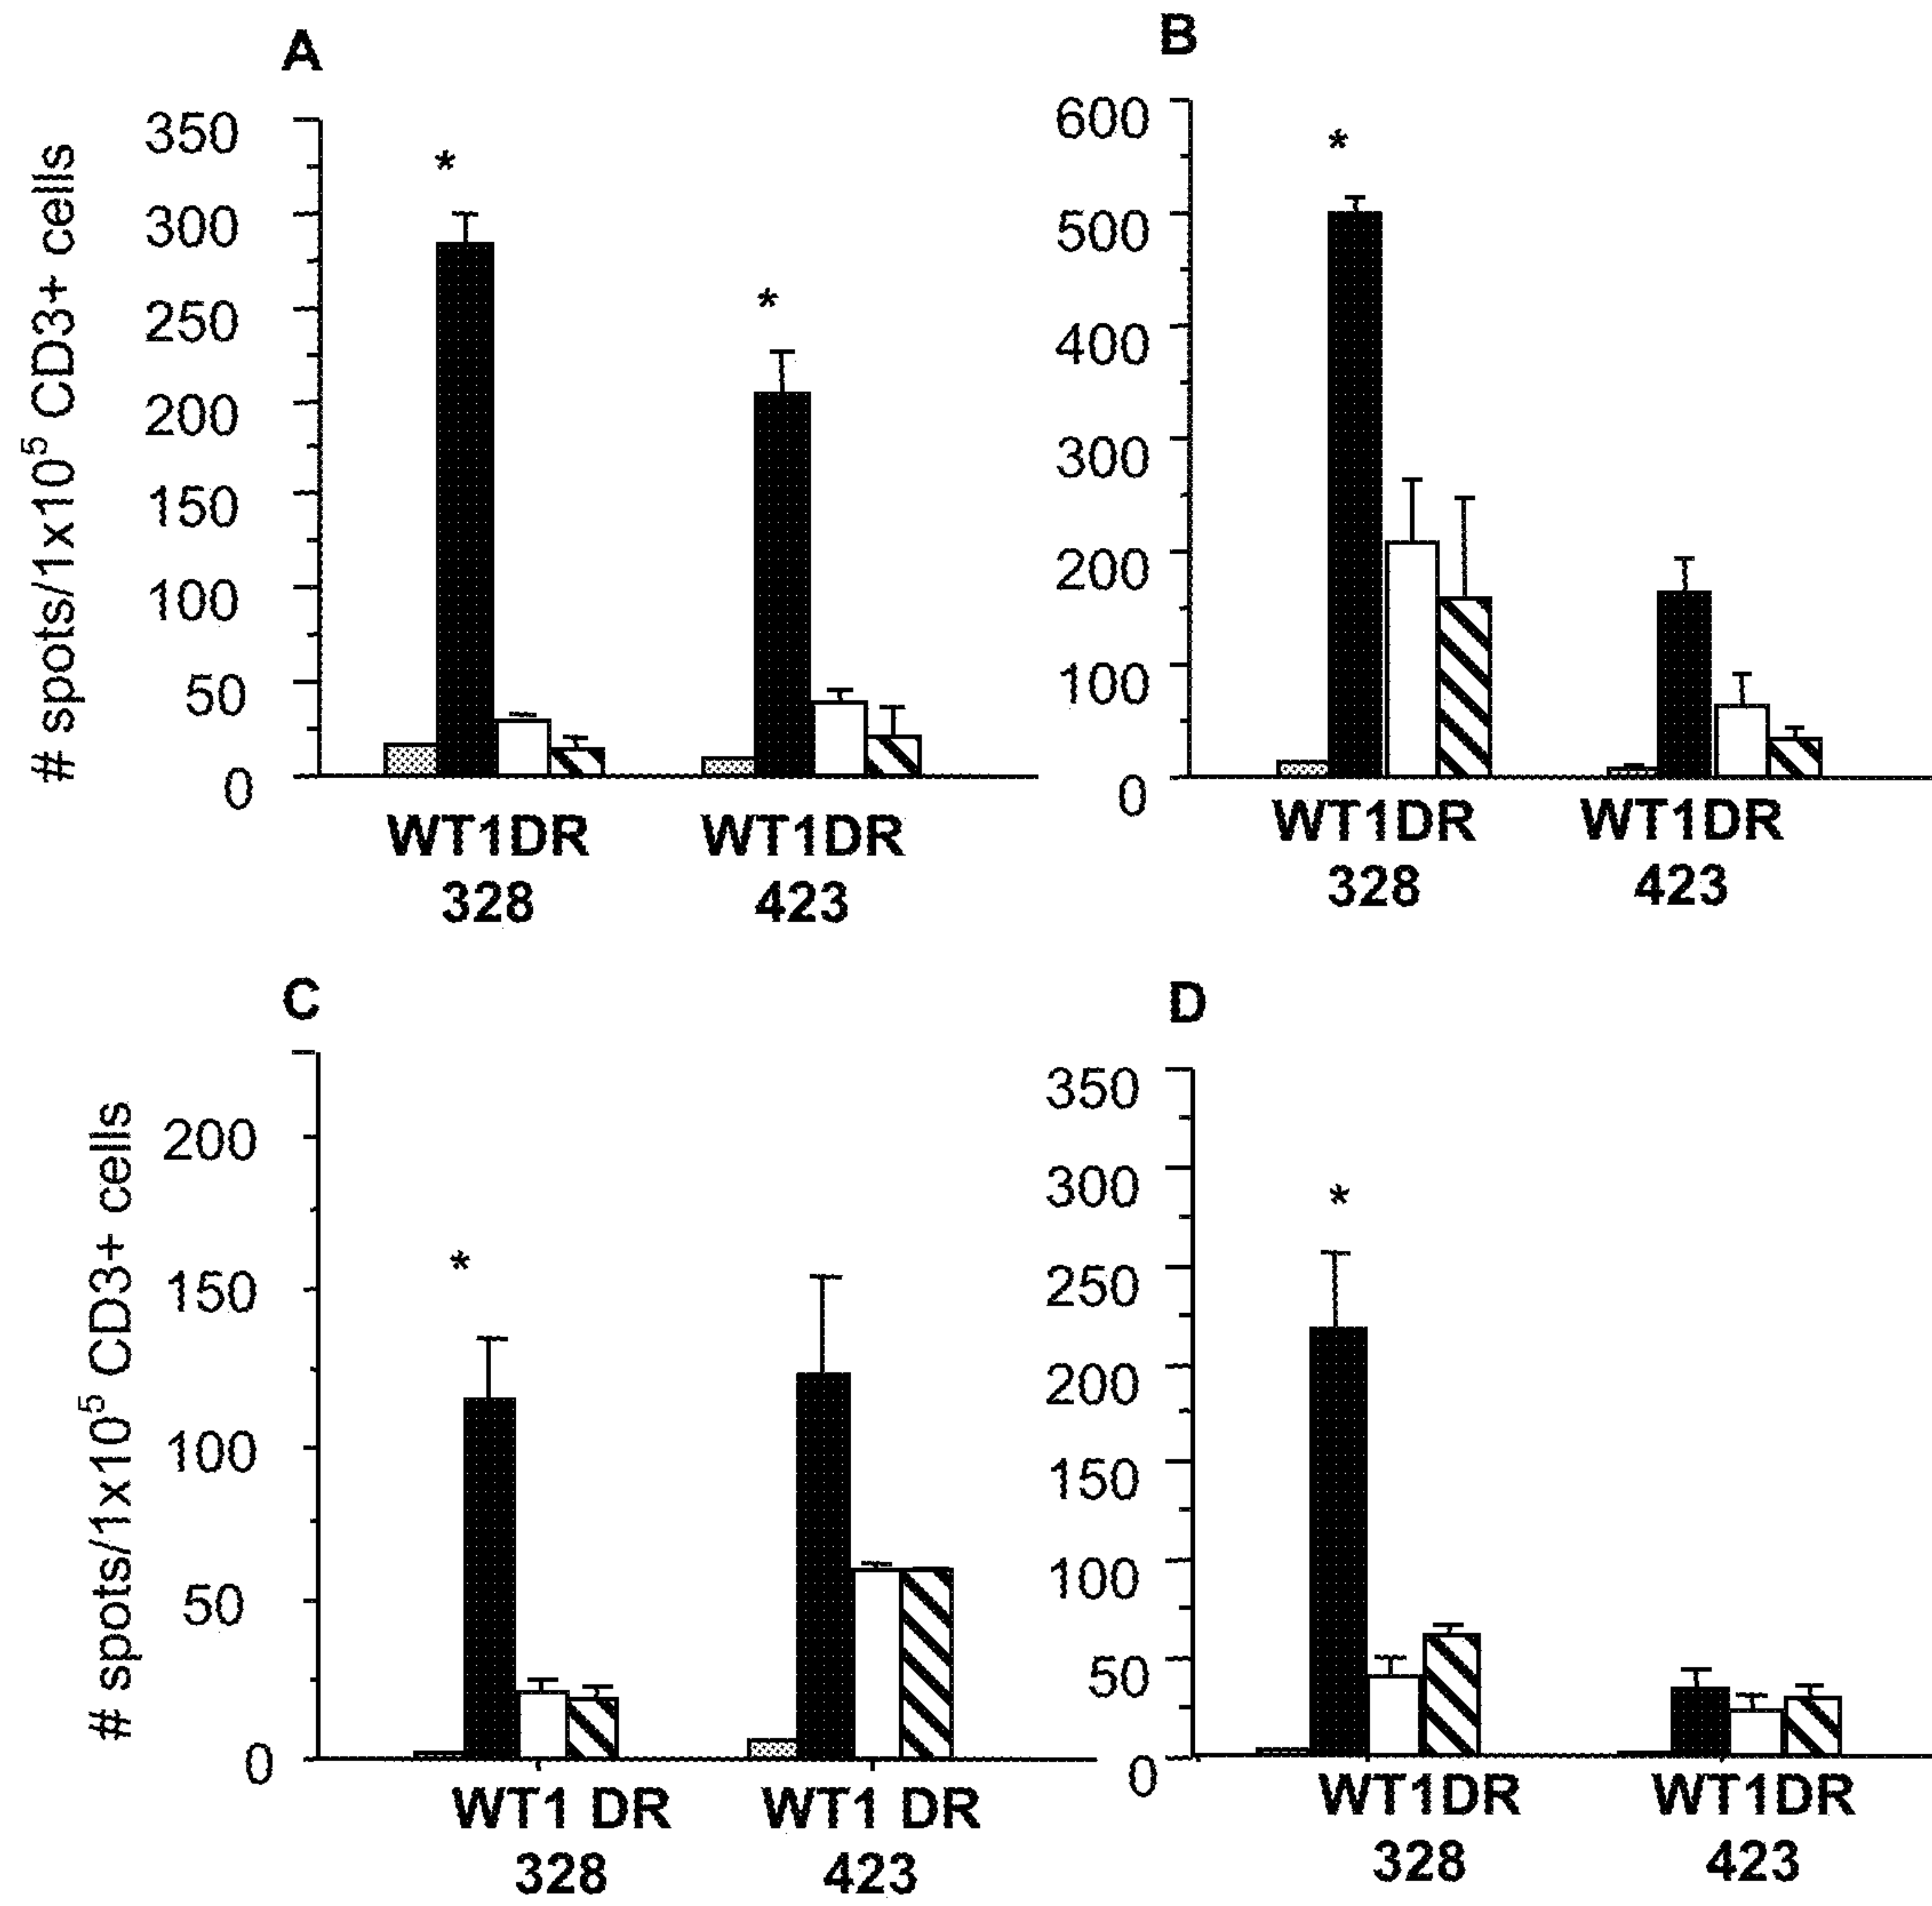 A
# spots/1x10⁵ CD3+ cells
350
300
250
200
150
100
50
0
*
*
WT1DR
328
WT1DR
423
B
600
500
400
300
200
100
0
*
WT1DR
328
WT1DR
423
C
# spots/1x10⁵ CD3+ cells
200
150
100
50
0
*
WT1 DR
328
WT1 DR
423
D
350
300
250
200
150
100
50
0
*
WT1DR
328
WT1DR
423